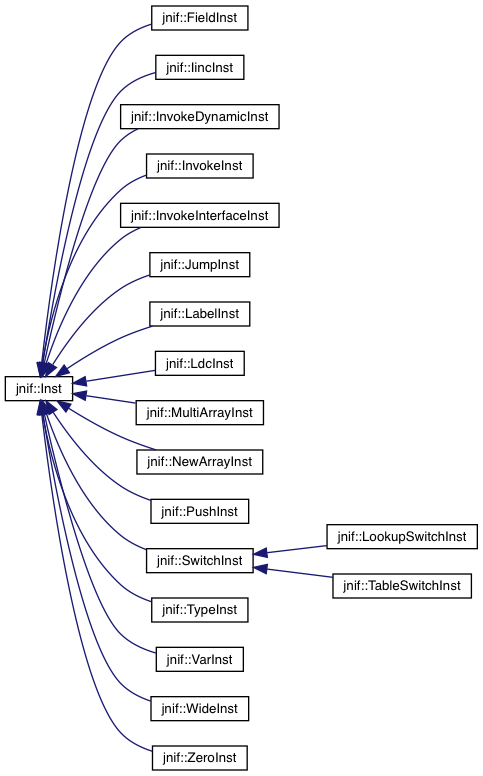 jnif::FieldInst
jnif::IincInst
jnif::InvokeDynamicInst
jnif::InvokeInst
jnif::InvokeInterfaceInst
jnif::JumpInst
jnif::LabelInst
jnif::LdcInst
jnif::Inst
jnif::MultiArrayInst
jnif::NewArrayInst
jnif::PushInst
jnif::LookupSwitchInst
jnif::SwitchInst
jnif::TableSwitchInst
jnif::TypeInst
jnif::VarInst
jnif::WideInst
jnif::ZeroInst